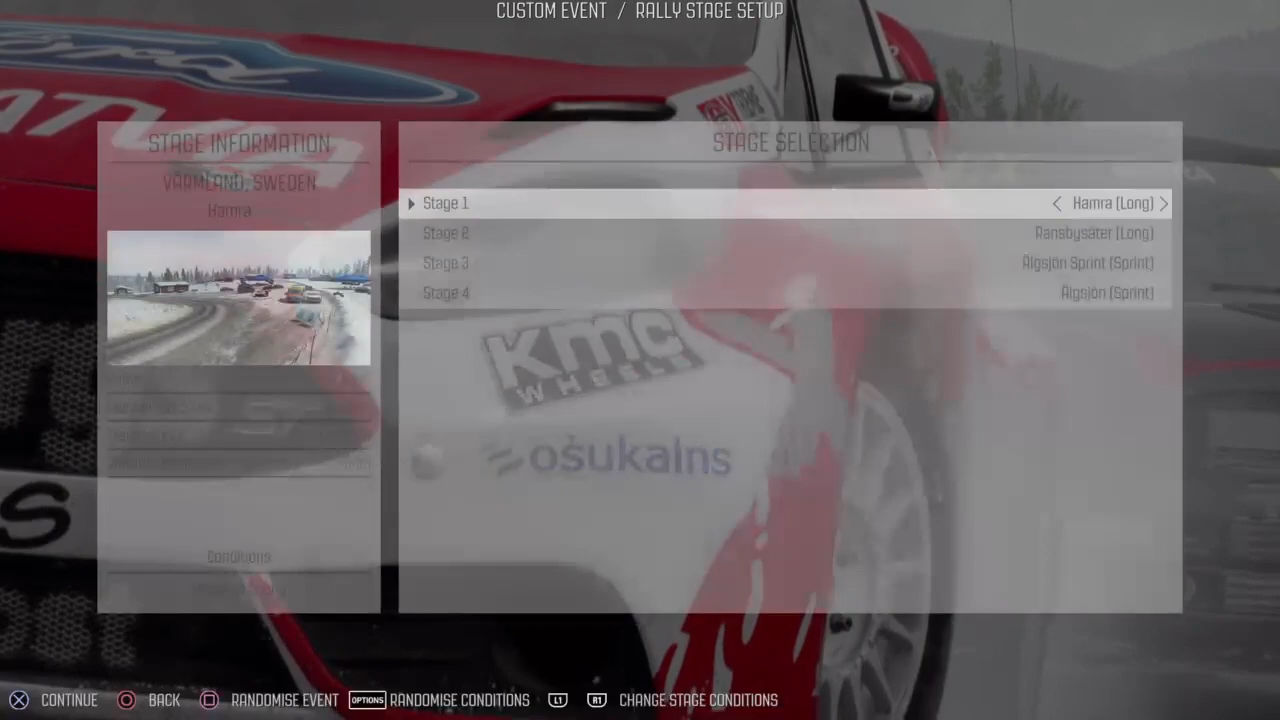 CUSTOM EVENT / RALLY STAGE SETUP
Ford
STAGE INFORMATION
VÄRMLAND, SWEDEN
Hamra
STAGE SELECTION
Stage 1 Hamra (Long)
Stage 2 Ransbysäter (Long)
Stage 3 Älgsjön Sprint (Sprint)
Stage 4 Älgsjön (Sprint)
KMC
WHEELS
ošukalns
S
Conditions
CONTINUE BACK RANDOMISE EVENT OPTIONS RANDOMISE CONDITIONS L1 R1 CHANGE STAGE CONDITIONS